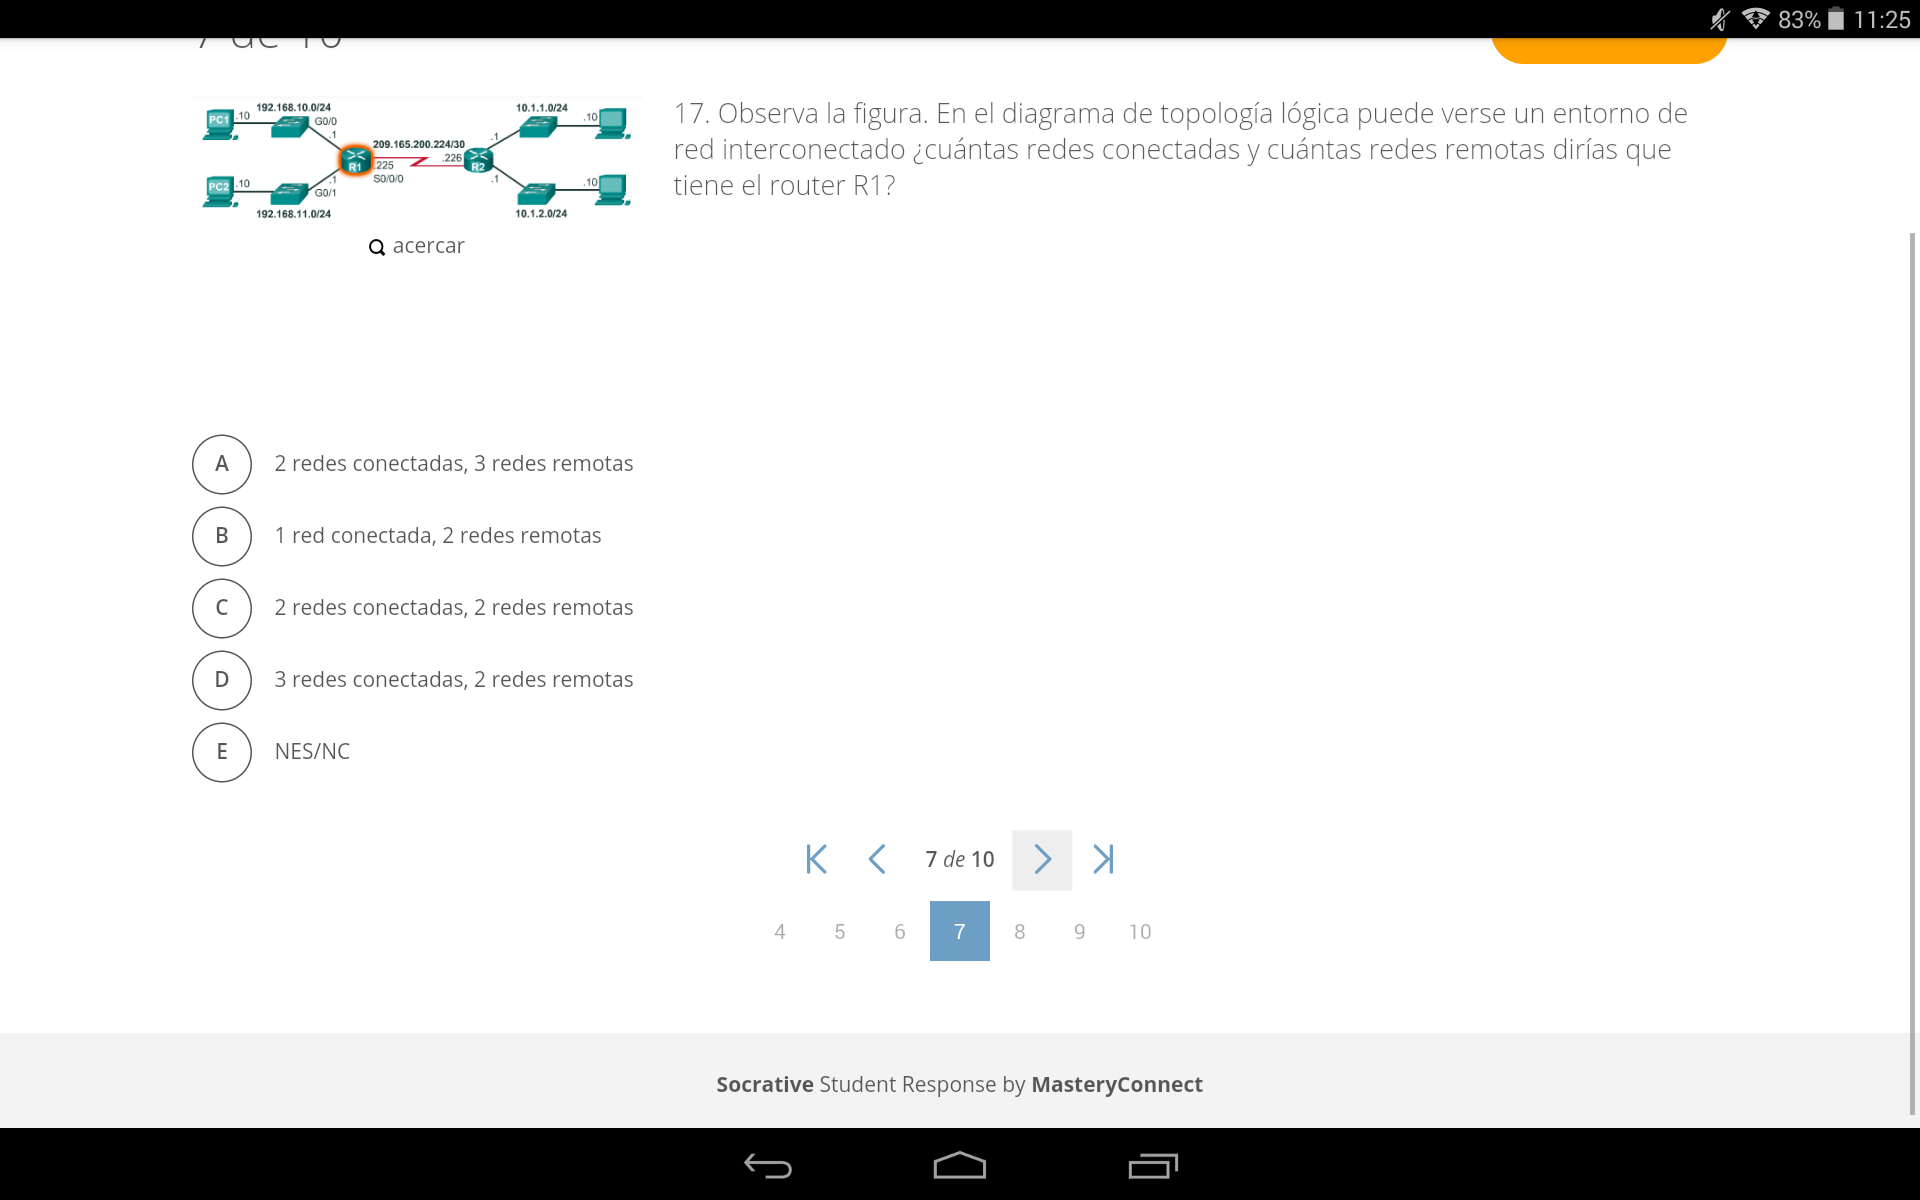 83% 11:25
7 de 10
192.168.10.0/24
10.1.1.0/24
PC1 .10
G0/0
.10
.1
.1
209.165.200.224/30
.226
R1
R2
.225
S0/0/0
PC2 .10
.1
.1
.10
G0/1
192.168.11.0/24
10.1.2.0/24
acercar
17. Observa la figura. En el diagrama de topología lógica puede verse un entorno de
red interconectado ¿cuántas redes conectadas y cuántas redes remotas dirías que
tiene el router R1?
A 2 redes conectadas, 3 redes remotas
B 1 red conectada, 2 redes remotas
C 2 redes conectadas, 2 redes remotas
D 3 redes conectadas, 2 redes remotas
E NES/NC
7 de 10
4 5 6 7 8 9 10
Socrative Student Response by MasteryConnect